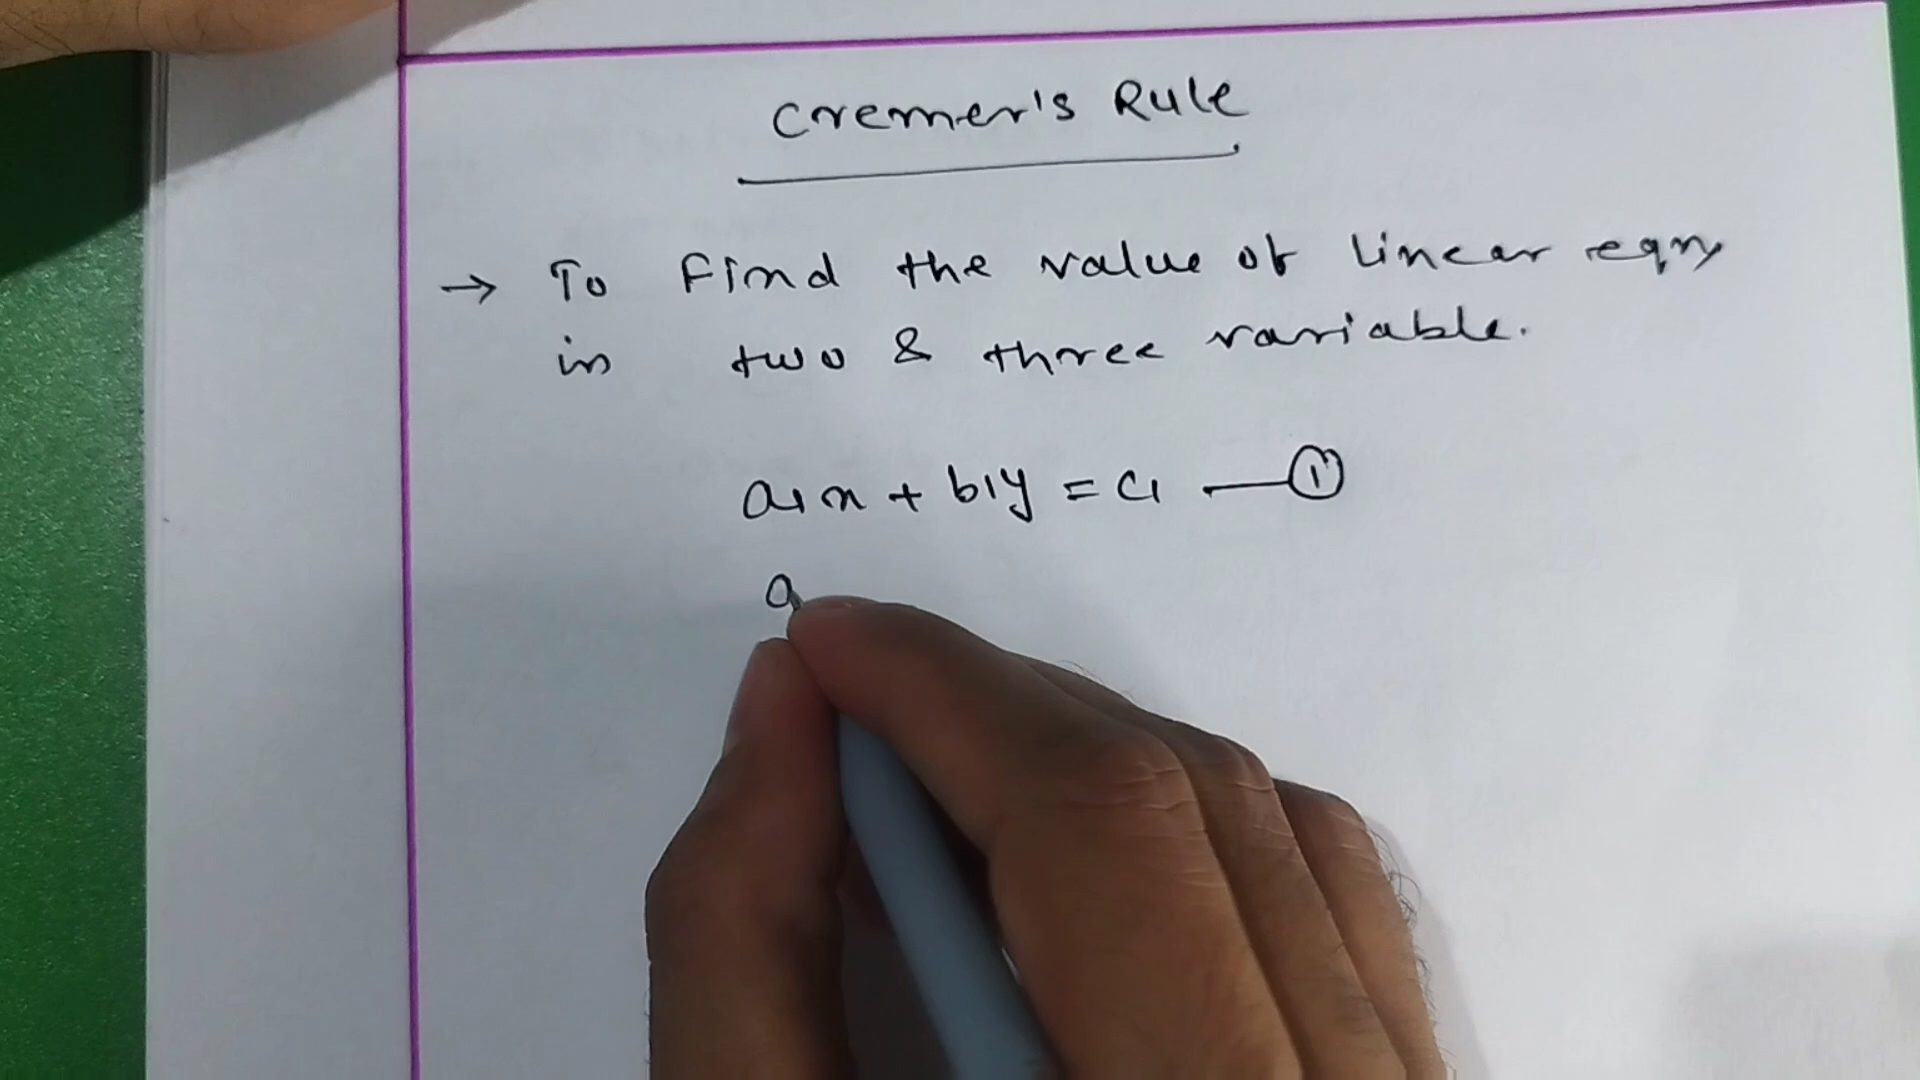 Cremer's Rule
→ To Find the value of linear eqn
in two & three variable.
a1x + b1y = c1 —①
a